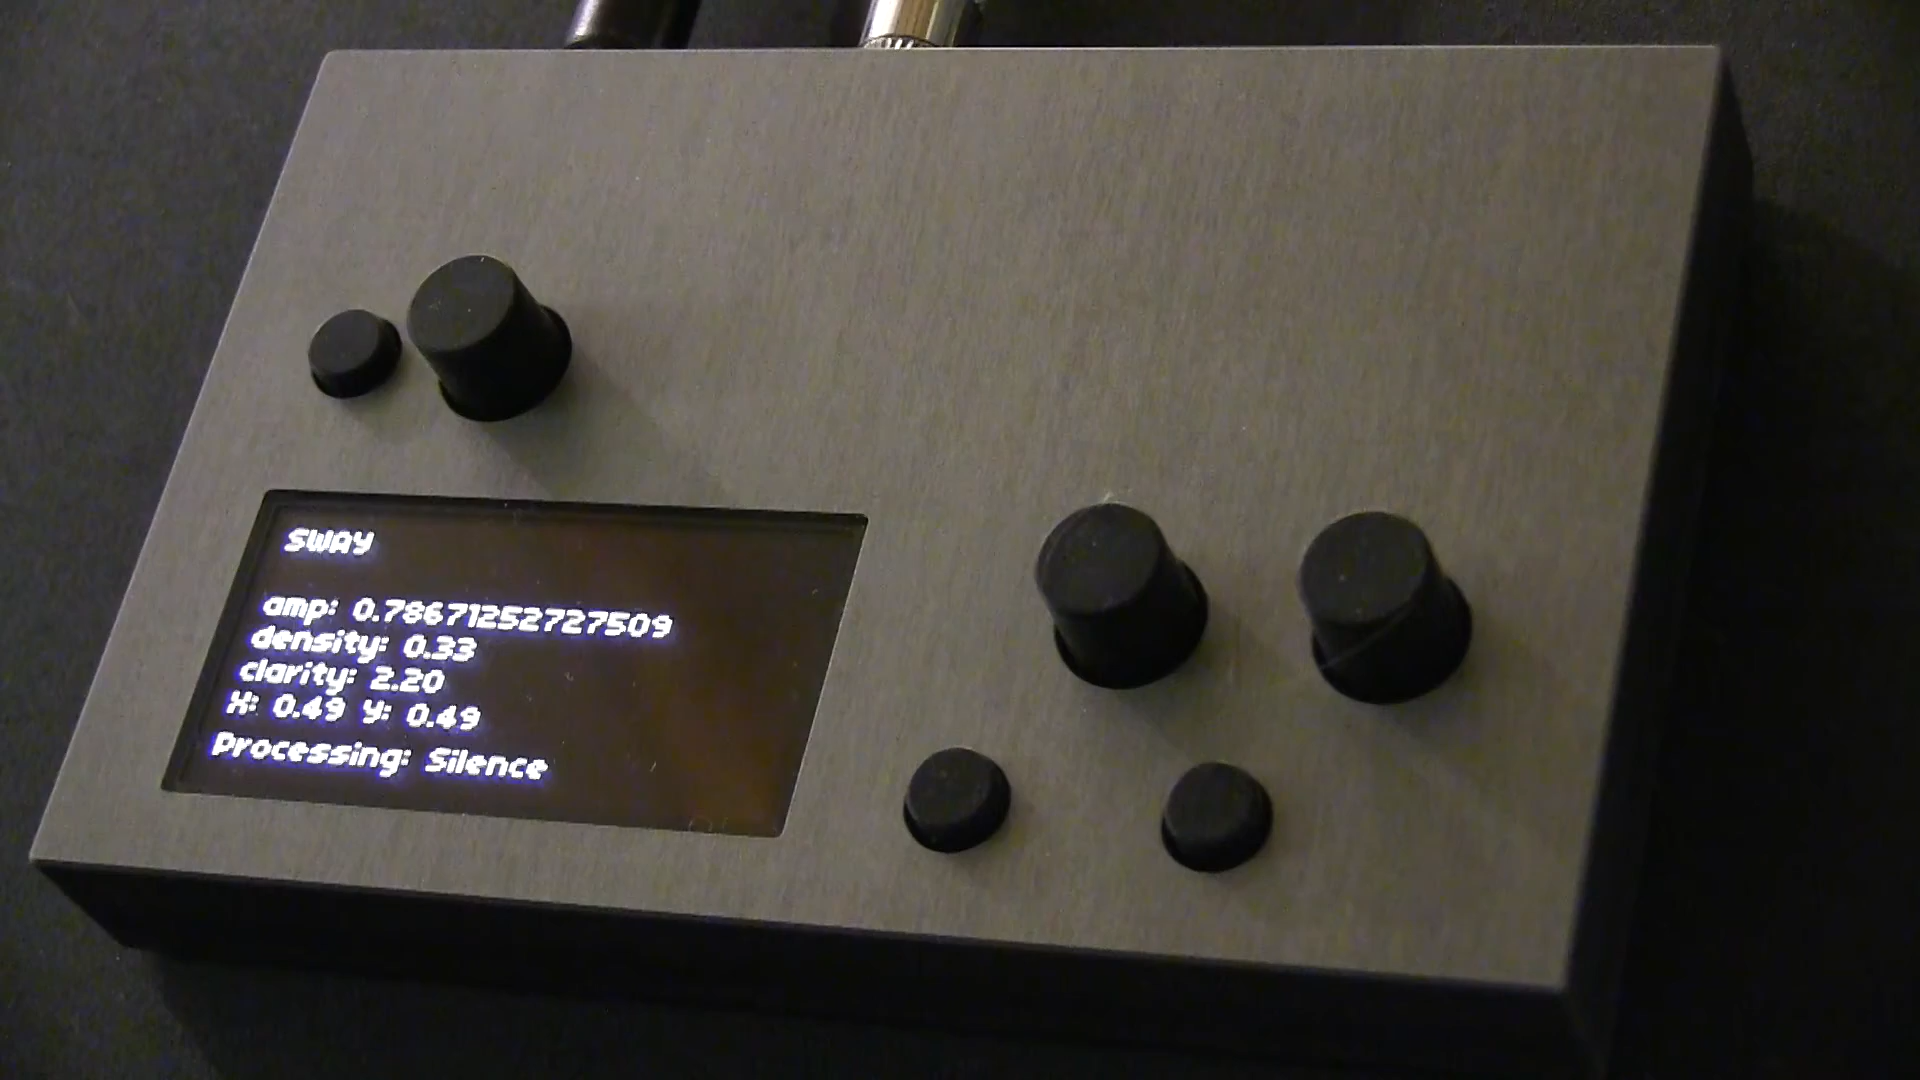 SWAY
amp: 0.78671252727509
density: 0.33
clarity: 2.20
X: 0.49 Y: 0.49
Processing: Silence